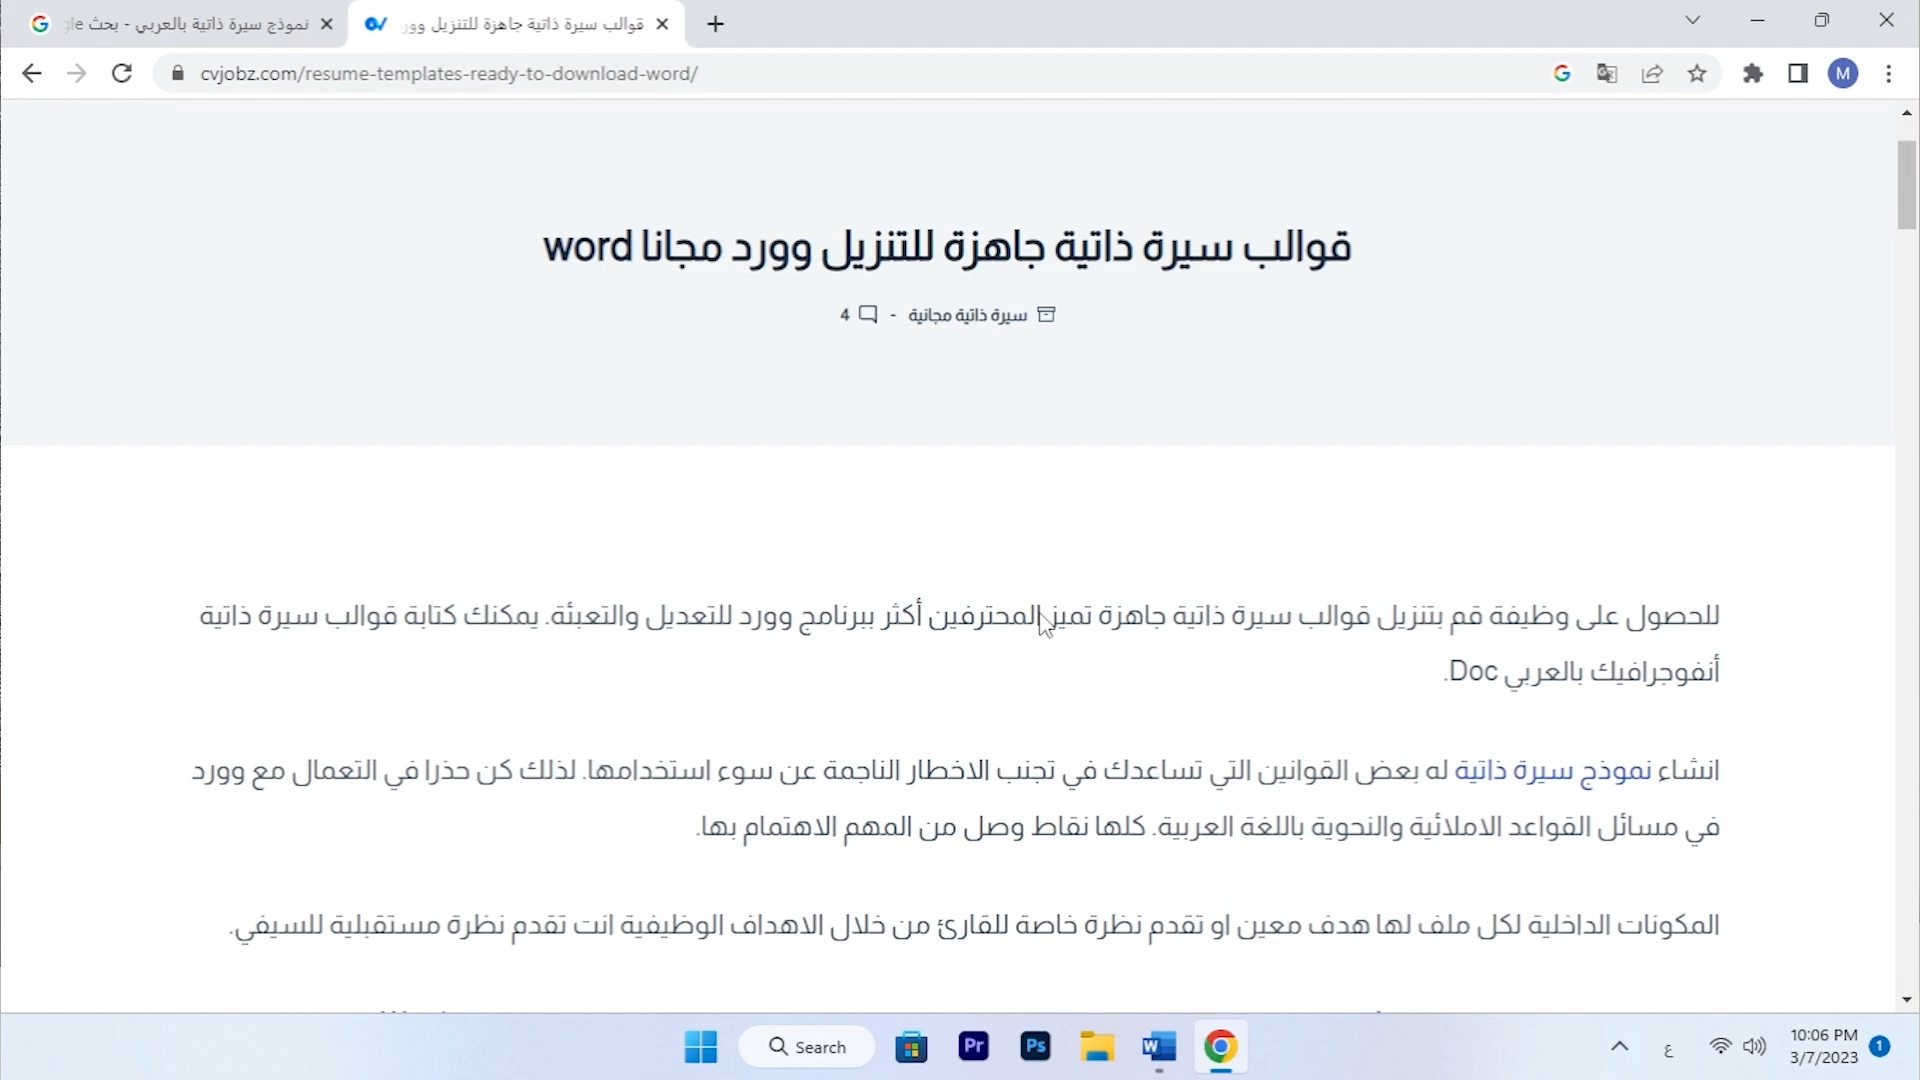 نموذج سيرة ذاتية بالعربي - بحث gle
قوالب سيرة ذاتية جاهزة للتنزيل وور
cvjobz.com/resume-templates-ready-to-download-word/
M
قوالب سيرة ذاتية جاهزة للتنزيل وورد مجانا word
سيرة ذاتية مجانية - 4
للحصول على وظيفة قم بتنزيل قوالب سيرة ذاتية جاهزة تميز المحترفين أكثر ببرنامج وورد للتعديل والتعبئة. يمكنك كتابة قوالب سيرة ذاتية
أنفوجرافيك بالعربي Doc.
انشاء نموذج سيرة ذاتية له بعض القوانين التي تساعدك في تجنب الاخطار الناجمة عن سوء استخدامها. لذلك كن حذرا في التعمال مع وورد
في مسائل القواعد الاملائية والنحوية باللغة العربية. كلها نقاط وصل من المهم الاهتمام بها.
المكونات الداخلية لكل ملف لها هدف معين او تقدم نظرة خاصة للقارئ من خلال الاهداف الوظيفية انت تقدم نظرة مستقبلية للسيفي.
Search
Pr
Ps
W
ع
10:06 PM
3/7/2023
1